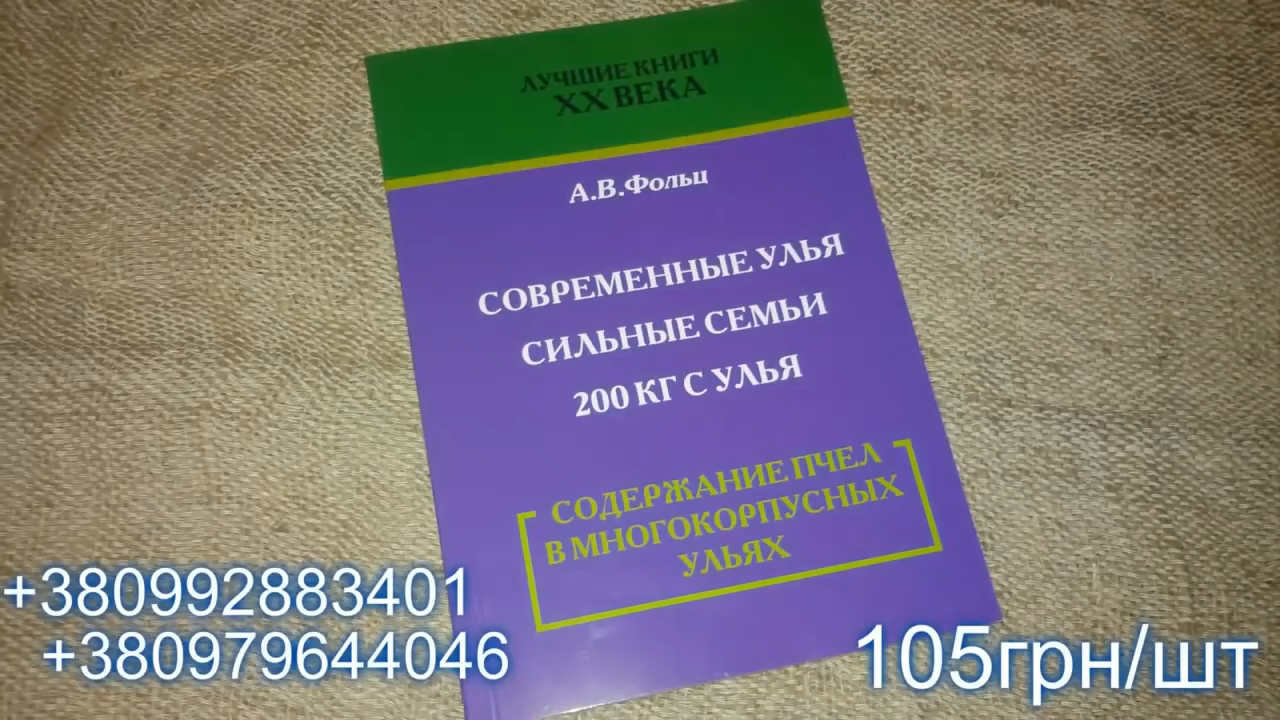 ЛУЧШИЕ КНИГИ
XX ВЕКА
А.В.Фольц
СОВРЕМЕННЫЕ УЛЬЯ
СИЛЬНЫЕ СЕМЬИ
200 КГ С УЛЬЯ
СОДЕРЖАНИЕ ПЧЕЛ
В МНОГОКОРПУСНЫХ
УЛЬЯХ
+380992883401
+380979644046
105грн/шт